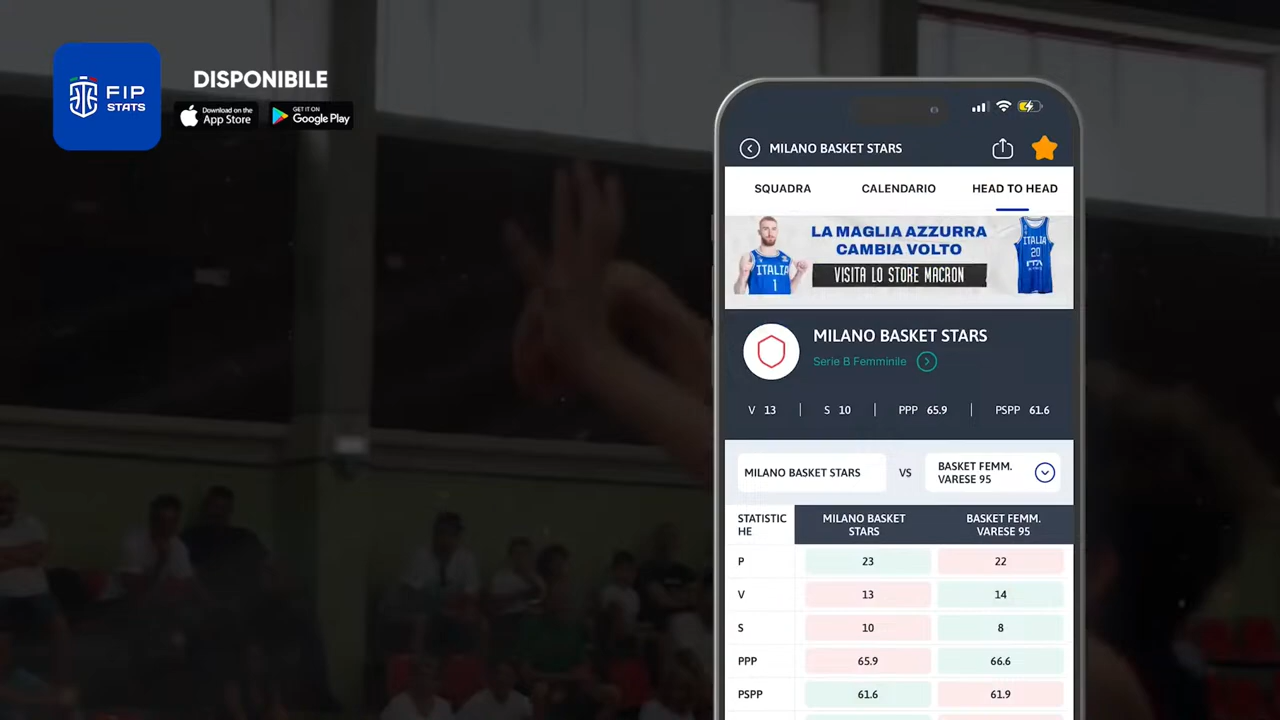 FIP
STATS
DISPONIBILE
Download on the
App Store
GET IT ON
Google Play
MILANO BASKET STARS
SQUADRA CALENDARIO HEAD TO HEAD
LA MAGLIA AZZURRA
CAMBIA VOLTO
VISITA LO STORE MACRON
ITALIA
1
ITALIA
20
MILANO BASKET STARS
Serie B Femminile
V 13 S 10 PPP 65.9 PSPP 61.6
MILANO BASKET STARS VS BASKET FEMM.
VARESE 95
STATISTIC
HE
MILANO BASKET
STARS
BASKET FEMM.
VARESE 95
P 23 22
V 13 14
S 10 8
PPP 65.9 66.6
PSPP 61.6 61.9